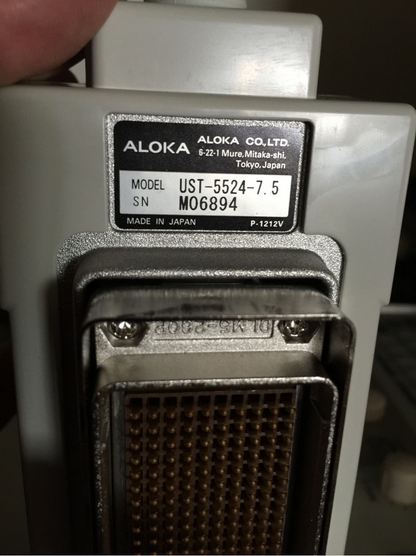 ALOKA
ALOKA CO.,LTD.
6-22-1 Mure, Mitaka-shi,
Tokyo, Japan
MODEL UST-5524-7.5
SN M06894
MADE IN JAPAN P-1212V